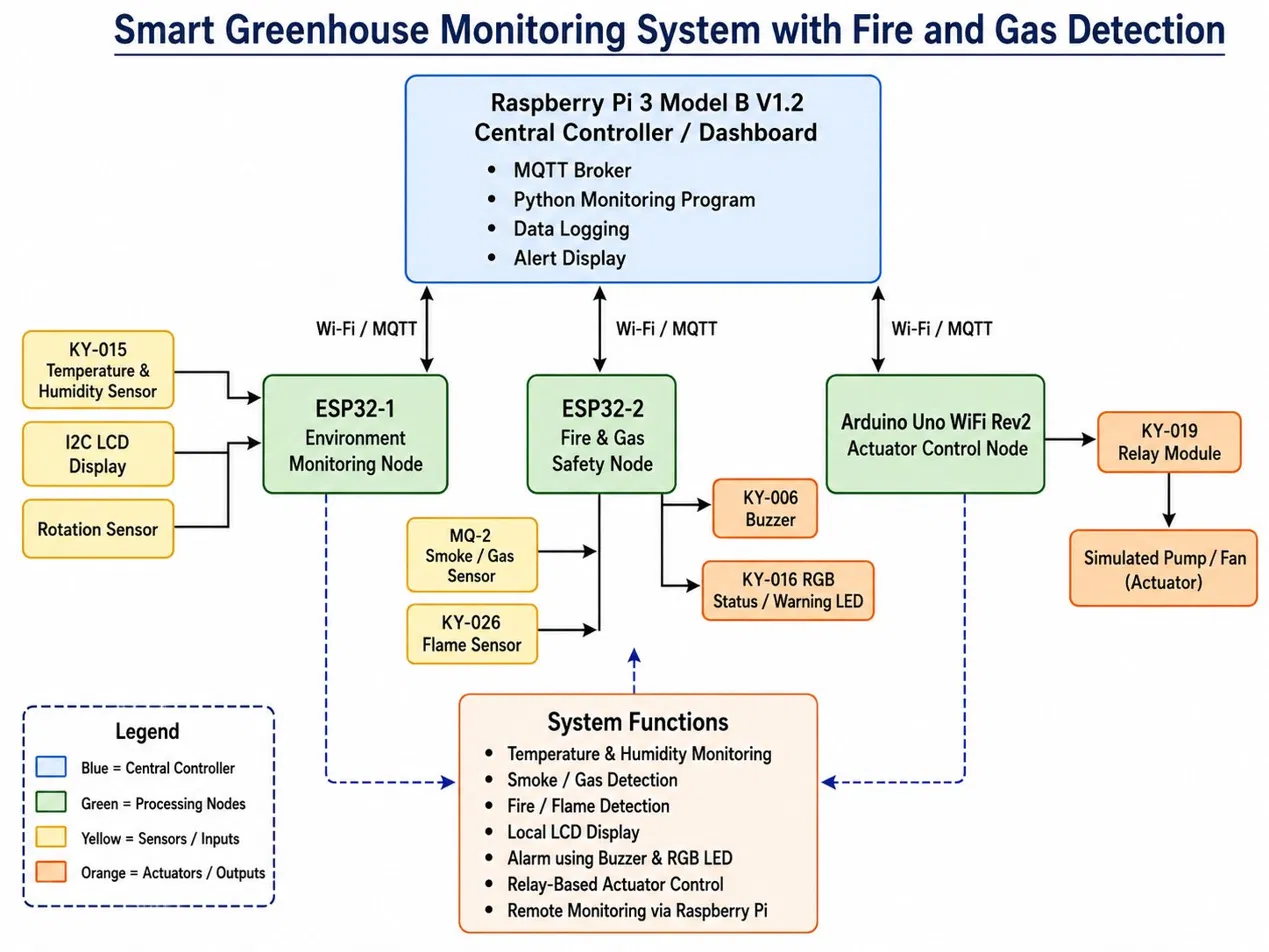 Smart Greenhouse Monitoring System with Fire and Gas Detection
Raspberry Pi 3 Model B V1.2
Central Controller / Dashboard
• MQTT Broker
• Python Monitoring Program
• Data Logging
• Alert Display
Wi-Fi / MQTT
Wi-Fi / MQTT
Wi-Fi / MQTT
KY-015
Temperature &
Humidity Sensor
I2C LCD
Display
Rotation Sensor
ESP32-1
Environment
Monitoring Node
ESP32-2
Fire & Gas
Safety Node
Arduino Uno WiFi Rev2
Actuator Control Node
KY-019
Relay Module
Simulated Pump / Fan
(Actuator)
MQ-2
Smoke / Gas
Sensor
KY-026
Flame Sensor
KY-006
Buzzer
KY-016 RGB
Status / Warning LED
Legend
Blue = Central Controller
Green = Processing Nodes
Yellow = Sensors / Inputs
Orange = Actuators / Outputs
System Functions
• Temperature & Humidity Monitoring
• Smoke / Gas Detection
• Fire / Flame Detection
• Local LCD Display
• Alarm using Buzzer & RGB LED
• Relay-Based Actuator Control
• Remote Monitoring via Raspberry Pi